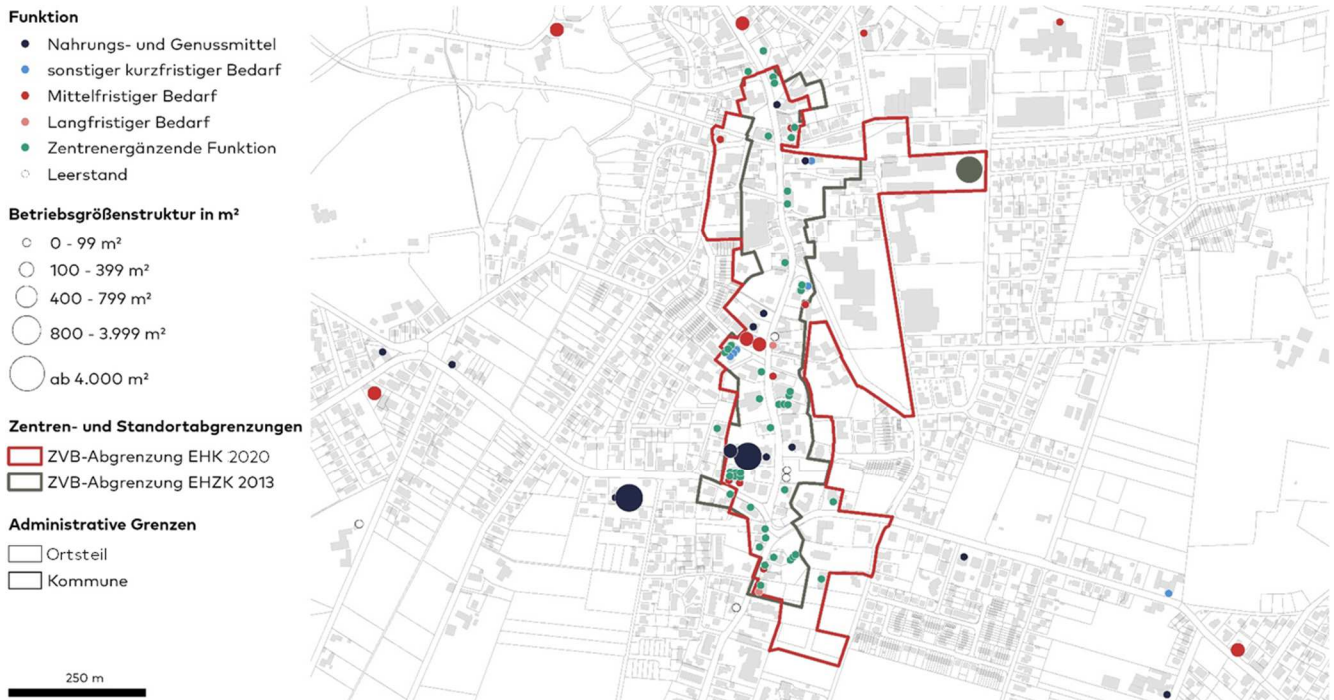 Funktion
Nahrungs- und Genussmittel
sonstiger kurzfristiger Bedarf
Mittelfristiger Bedarf
Langfristiger Bedarf
Zentrenergänzende Funktion
Leerstand
Betriebsgrößenstruktur in m²
0 - 99 m²
100 - 399 m²
400 - 799 m²
800 - 3.999 m²
ab 4.000 m²
Zentren- und Standortabgrenzungen
ZVB-Abgrenzung EHK 2020
ZVB-Abgrenzung EHZK 2013
Administrative Grenzen
Ortsteil
Kommune
250 m